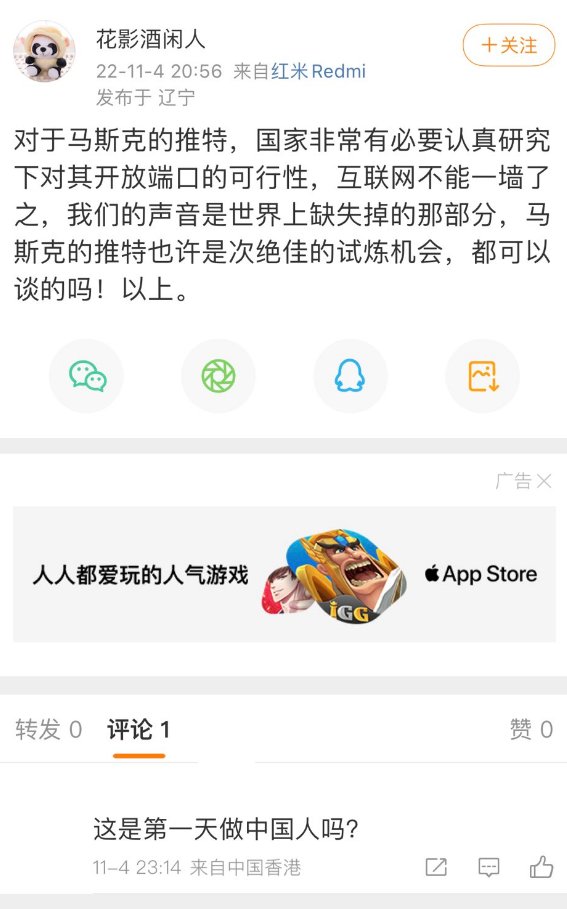 花影酒闲人
+关注
22-11-4 20:56 来自红米Redmi
发布于 辽宁
对于马斯克的推特，国家非常有必要认真研究
下对其开放端口的可行性，互联网不能一墙了
之，我们的声音是世界上缺失掉的那部分，马
斯克的推特也许是次绝佳的试炼机会，都可以
谈的吗！以上。
广告
人人都爱玩的人气游戏
IGG
App Store
转发 0 评论 1 赞 0
这是第一天做中国人吗?
11-4 23:14 来自中国香港